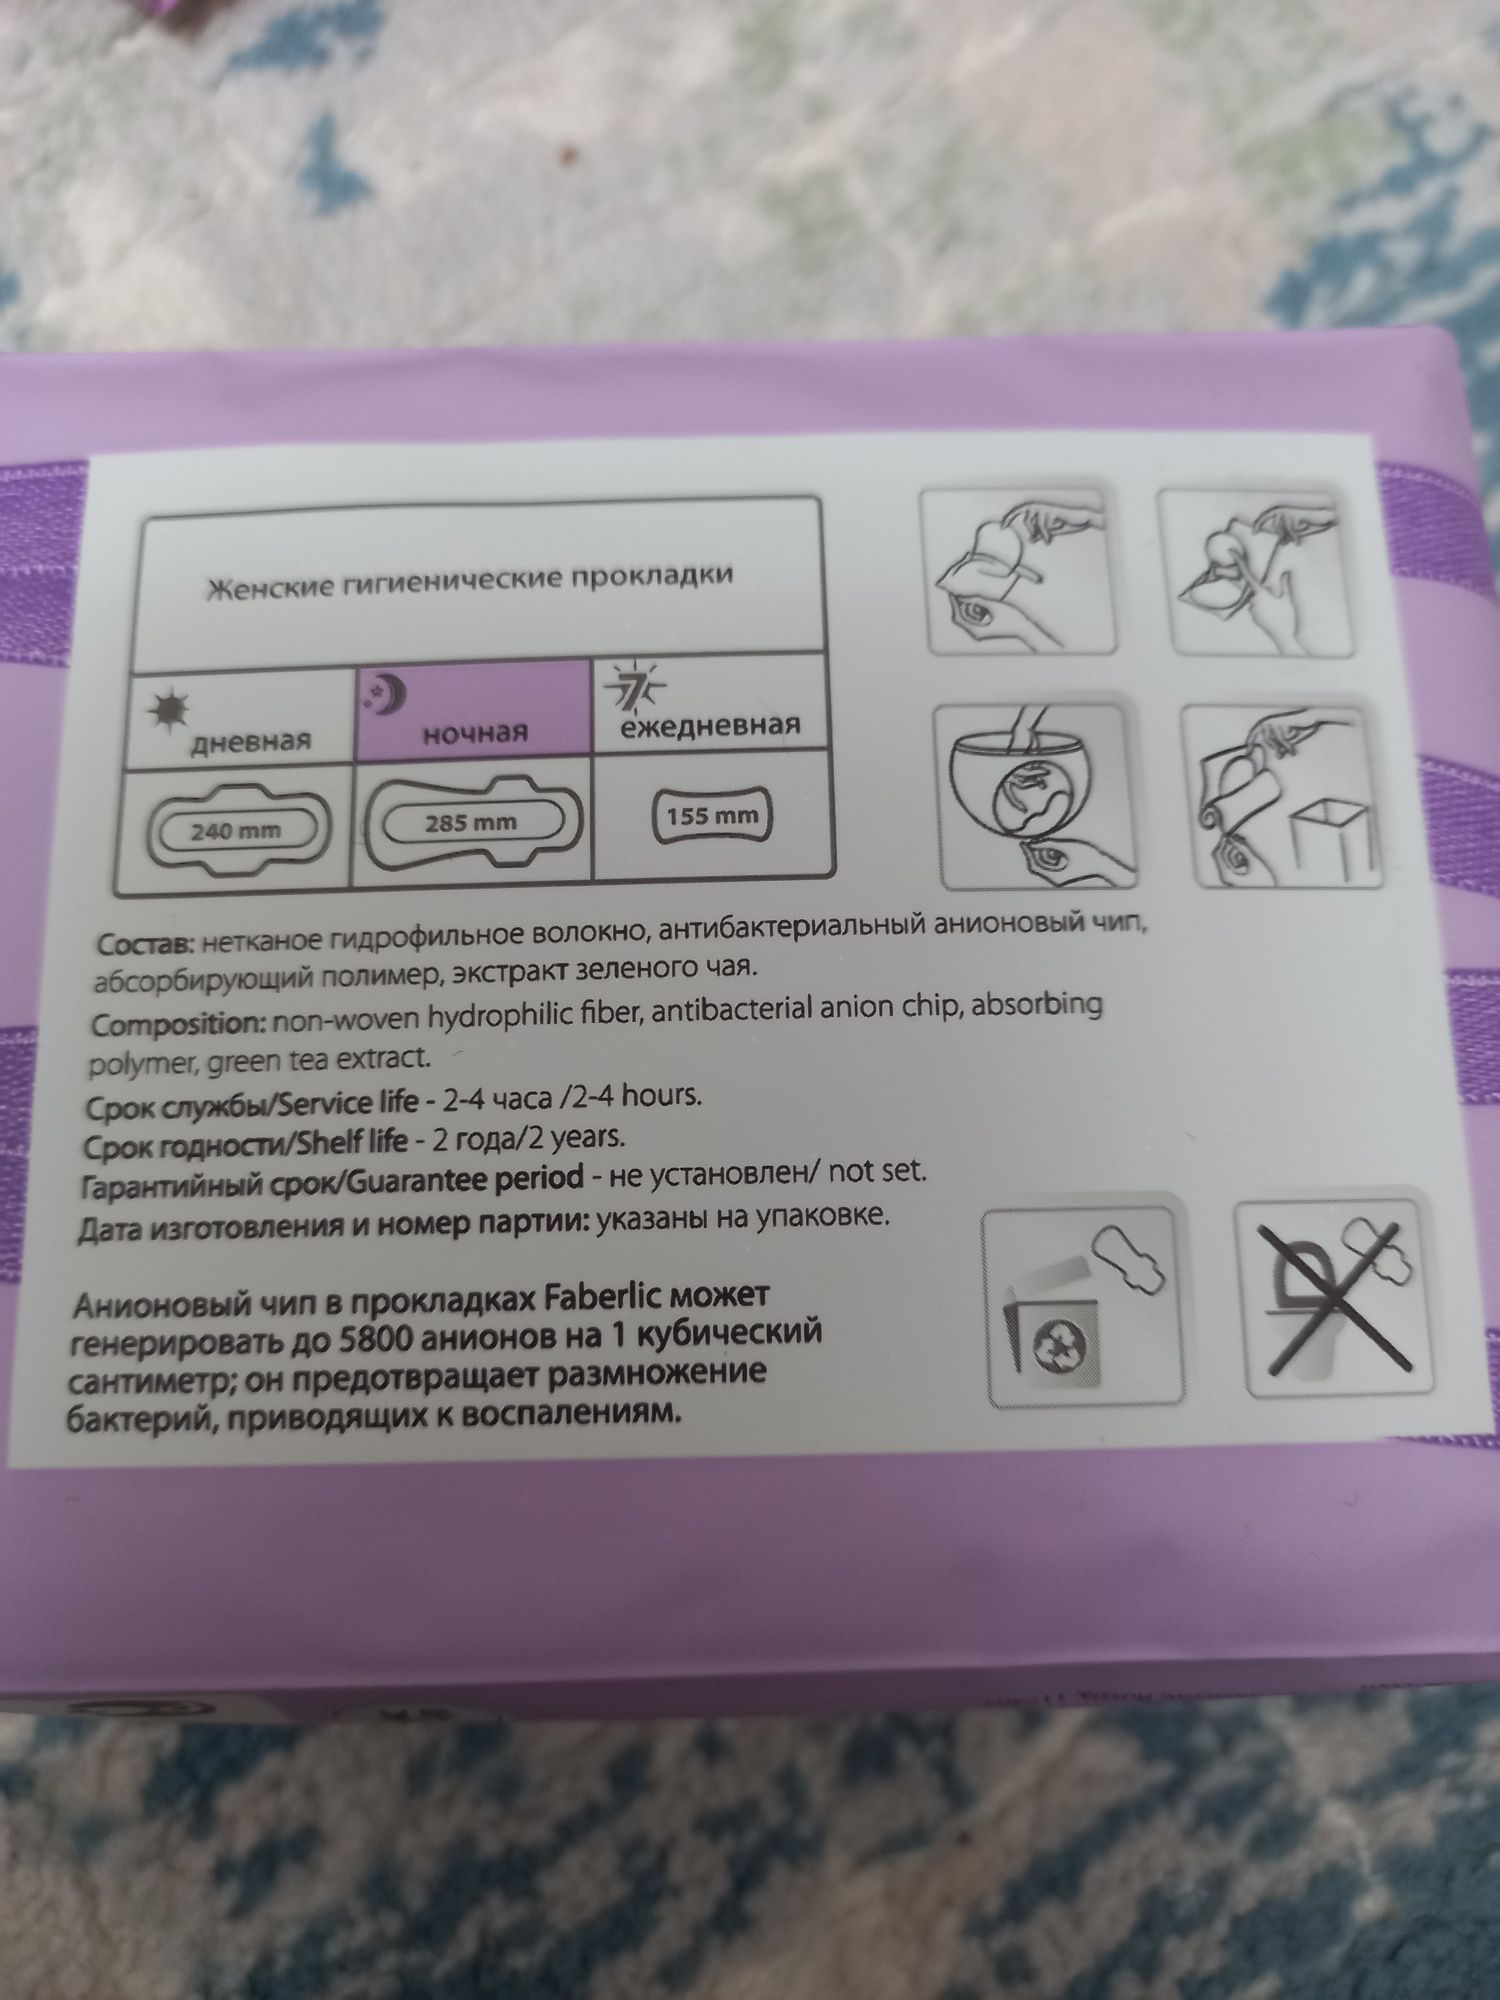 Женские гигиенические прокладки
дневная
ночная
7
ежедневная
240 mm
285 mm
155 mm
Состав: нетканое гидрофильное волокно, антибактериальный анионовый чип,
абсорбирующий полимер, экстракт зеленого чая.
Composition: non-woven hydrophilic fiber, antibacterial anion chip, absorbing
polymer, green tea extract.
Срок службы/Service life - 2-4 часа /2-4 hours.
Срок годности/Shelf life - 2 года/2 years.
Гарантийный срок/Guarantee period - не установлен/ not set.
Дата изготовления и номер партии: указаны на упаковке.
Анионовый чип в прокладках Faberlic может
генерировать до 5800 анионов на 1 кубический
сантиметр; он предотвращает размножение
бактерий, приводящих к воспалениям.